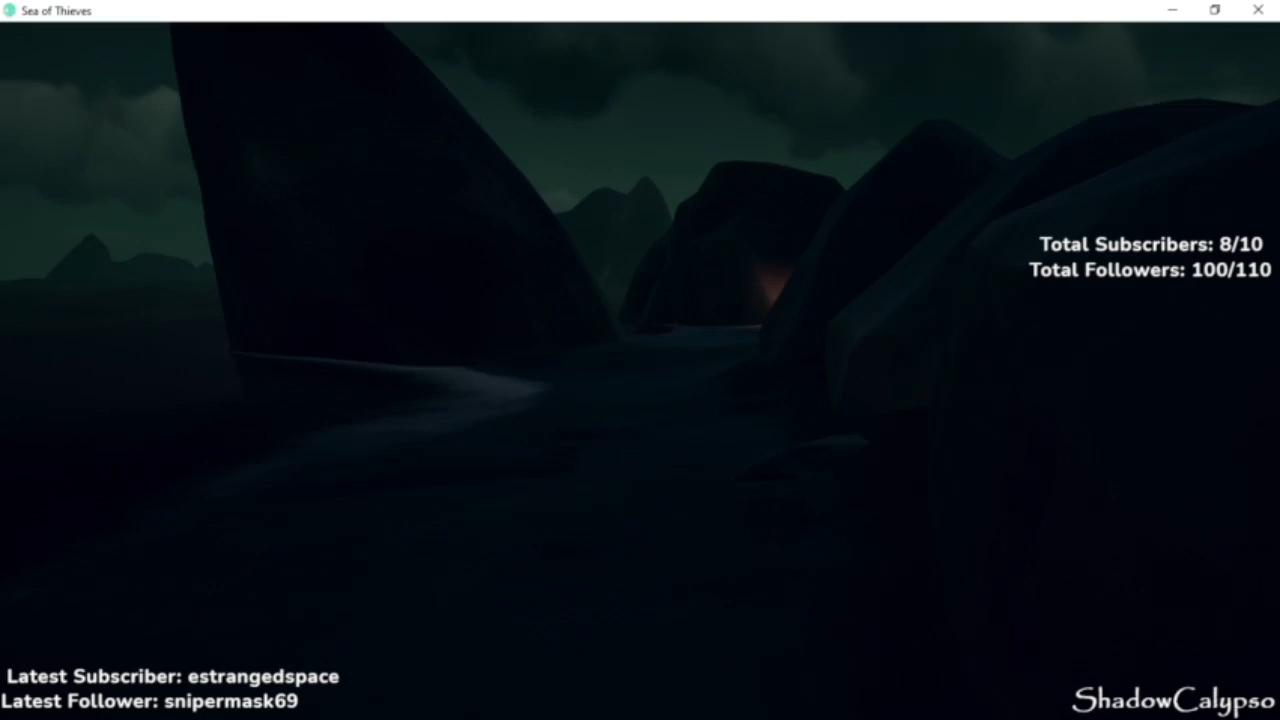 Sea of Thieves
Total Subscribers: 8/10
Total Followers: 100/110
Latest Subscriber: estrangedspace
Latest Follower: snipermask69
ShadowCalypso